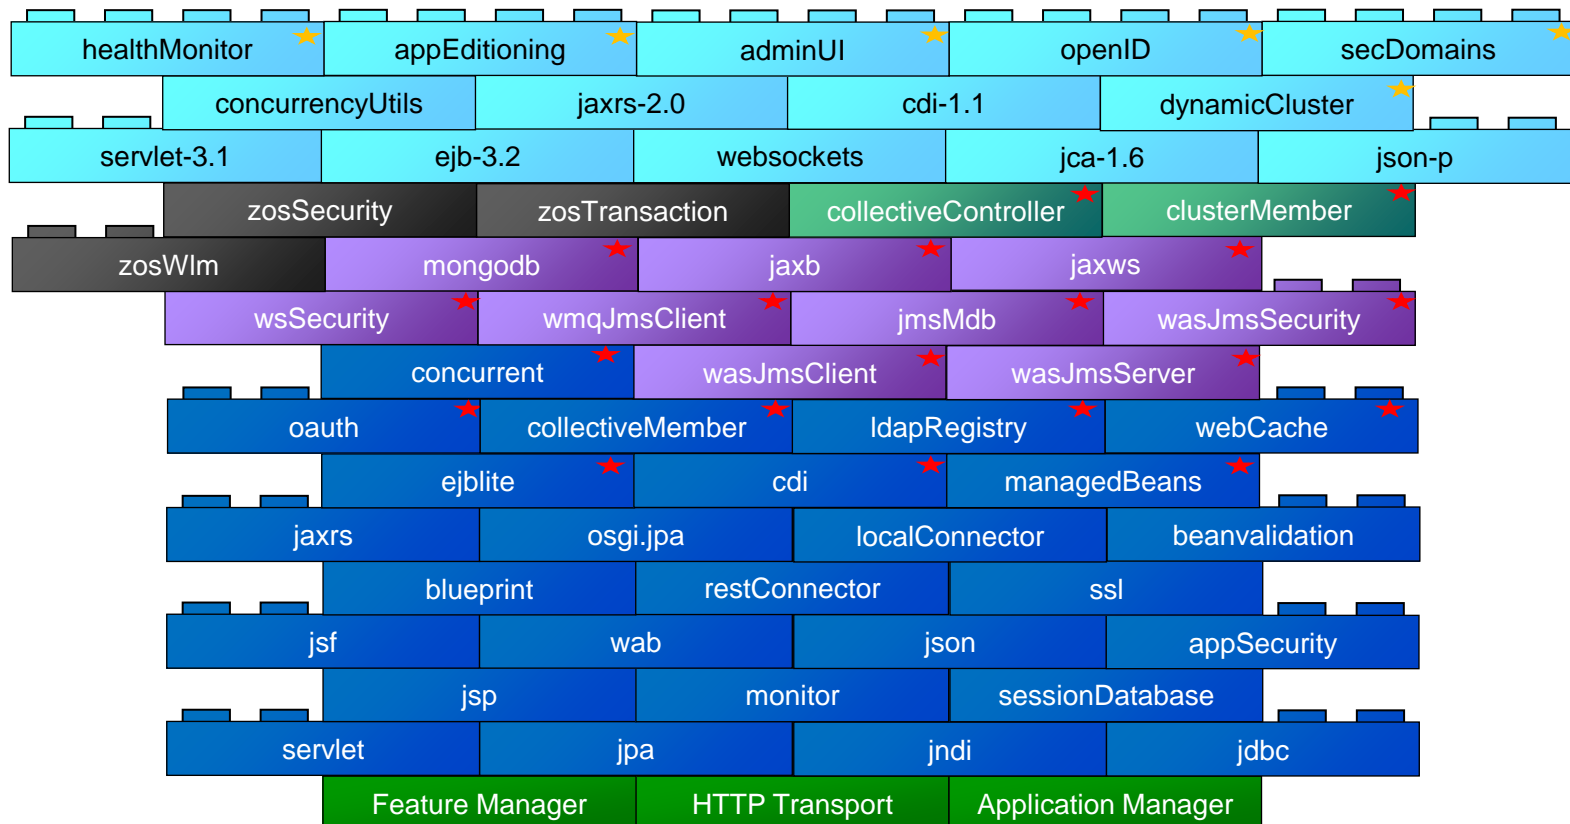 healthMonitor appEditioning adminUI openID secDomains
concurrencyUtils jaxrs-2.0 cdi-1.1 dynamicCluster
servlet-3.1 ejb-3.2 websockets jca-1.6 json-p
zosSecurity zosTransaction collectiveController clusterMember
zosWlm mongodb jaxb jaxws
wsSecurity wmqJmsClient jmsMdb wasJmsSecurity
concurrent wasJmsClient wasJmsServer
oauth collectiveMember ldapRegistry webCache
ejblite cdi managedBeans
jaxrs osgi.jpa localConnector beanvalidation
blueprint restConnector ssl
jsf wab json appSecurity
jsp monitor sessionDatabase
servlet jpa jndi jdbc
Feature Manager HTTP Transport Application Manager